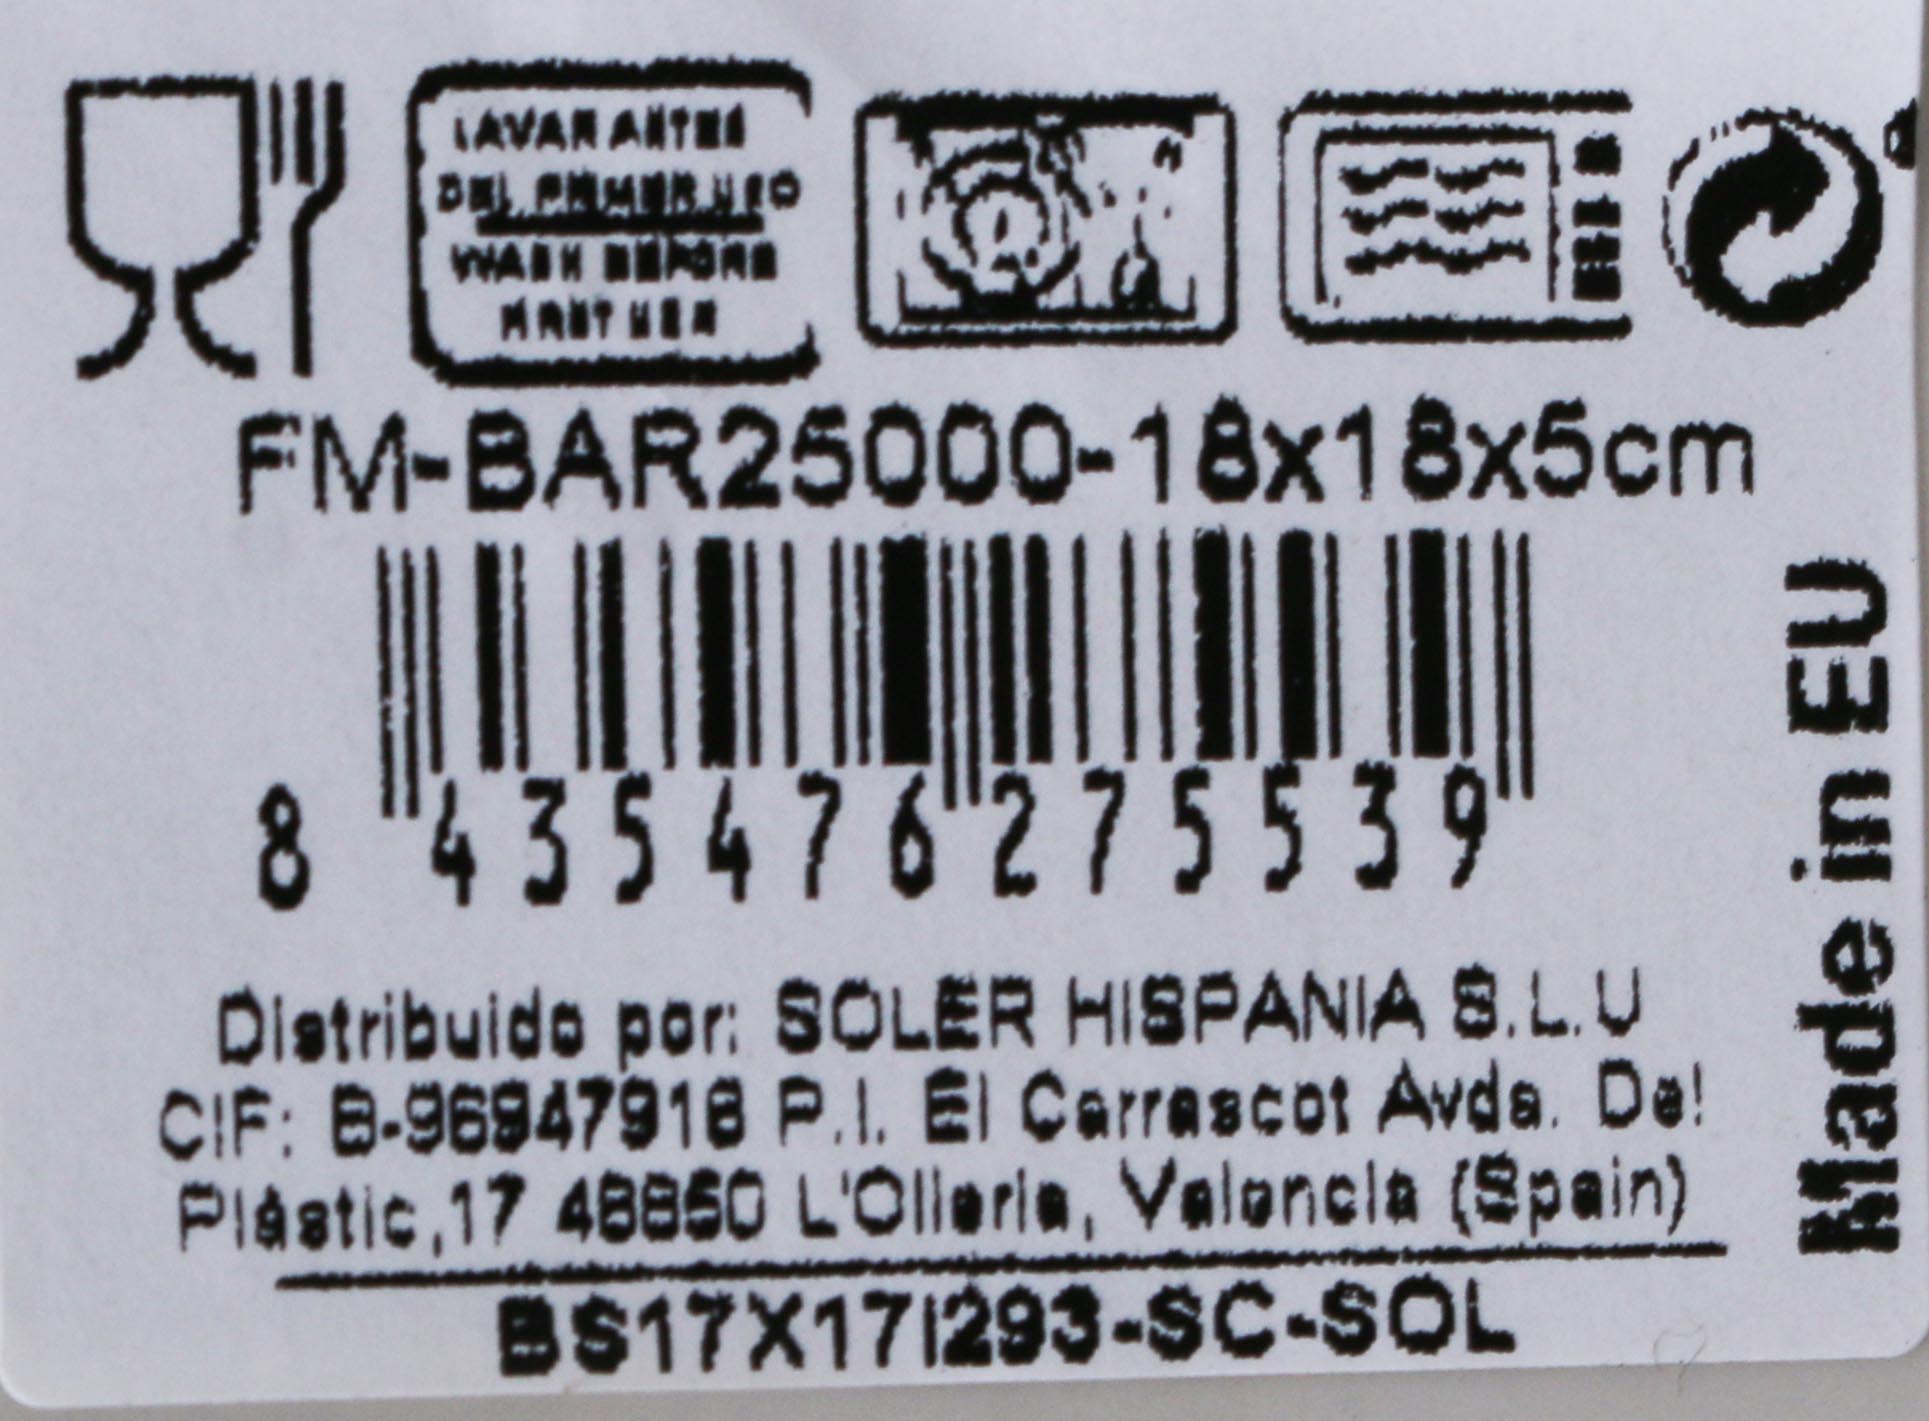 LAVAR ANTES
DEL PRIMER USO
WASH BEFORE
FIRST USE
FM-BAR25000-18x18x5cm
8 435476 275539
Distribuido por: SOLER HISPANIA S.L.U
CIF: B-96947918 P.I. El Carrascot Avda. Del
Plástic,17 46850 L'Olleria, Valencia (Spain)
BS17X17I293-SC-SOL
Made in EU